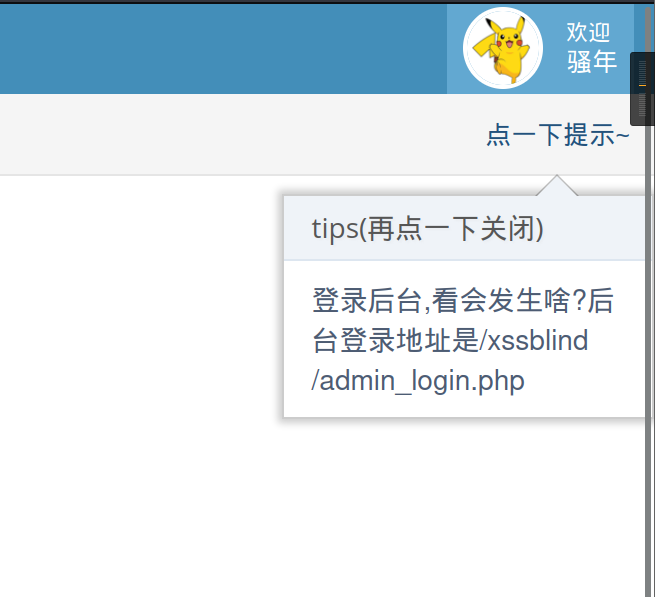 欢迎
骚年
点一下提示~
tips(再点一下关闭)
登录后台,看会发生啥?后
台登录地址是/xssblind
/admin_login.php